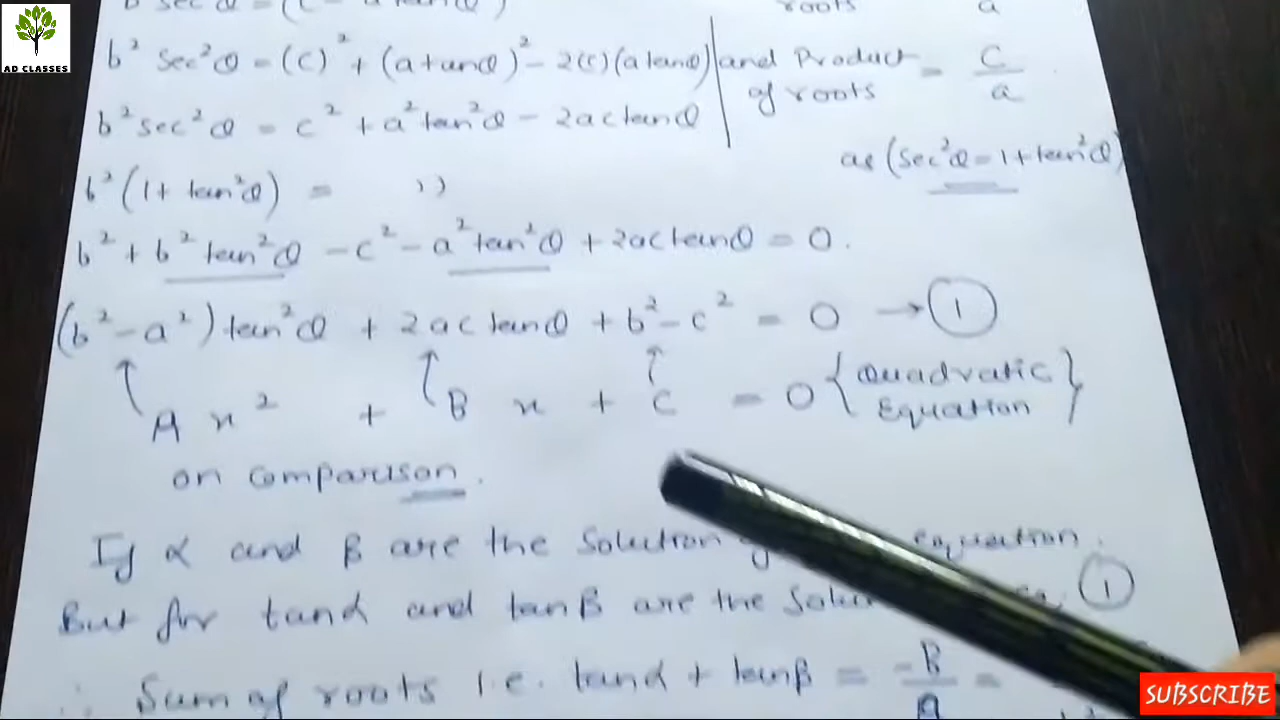 AD CLASSES
roots a
b² sec²θ = (c)² + (a tanθ)² - 2(c)(a tanθ) | and Product = C/a
of roots
b² sec²θ = c² + a² tan²θ - 2ac tanθ
as (sec²θ = 1 + tan²θ)
b² (1 + tan²θ) = ))
b² + b² tan²θ - c² - a² tan²θ + 2ac tanθ = 0.
(b² - a²) tan²θ + 2ac tanθ + b² - c² = 0 → ①
A x² + B x + C = 0 { Quadratic Equation }
on comparison.
If α and β are the Solution equation.
But for tanα and tanβ are the ①
∴ Sum of roots i.e. tanα + tanβ = -B/A =
SUBSCRIBE